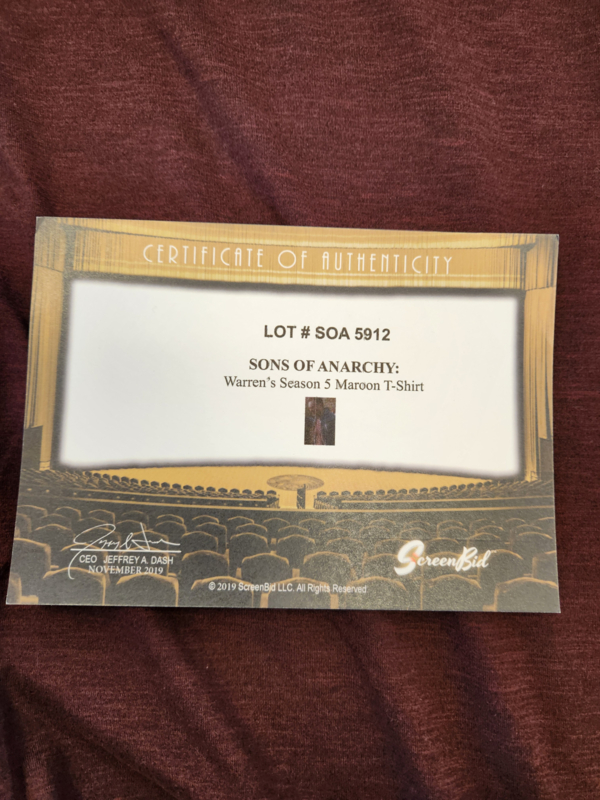 CERTIFICATE OF AUTHENTICITY
LOT # SOA 5912
SONS OF ANARCHY:
Warren's Season 5 Maroon T-Shirt
CEO JEFFREY A. DASH
NOVEMBER 2019
ScreenBid
© 2019 ScreenBid LLC. All Rights Reserved